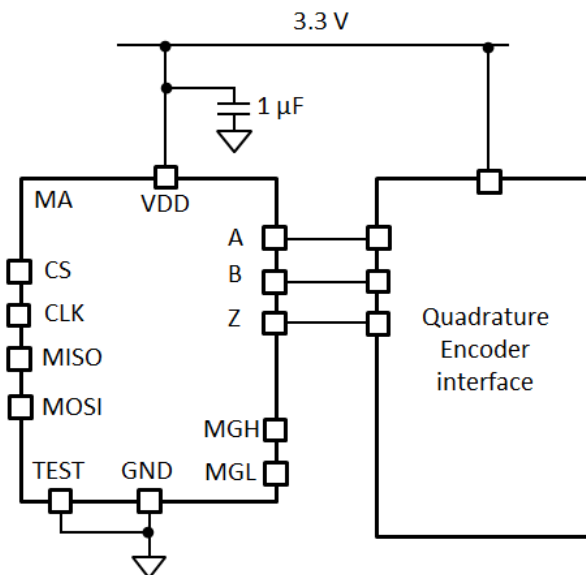 3.3 V
1 µF
MA
VDD
A
B
Z
CS
CLK
MISO
MOSI
MGH
MGL
TEST
GND
Quadrature
Encoder
interface